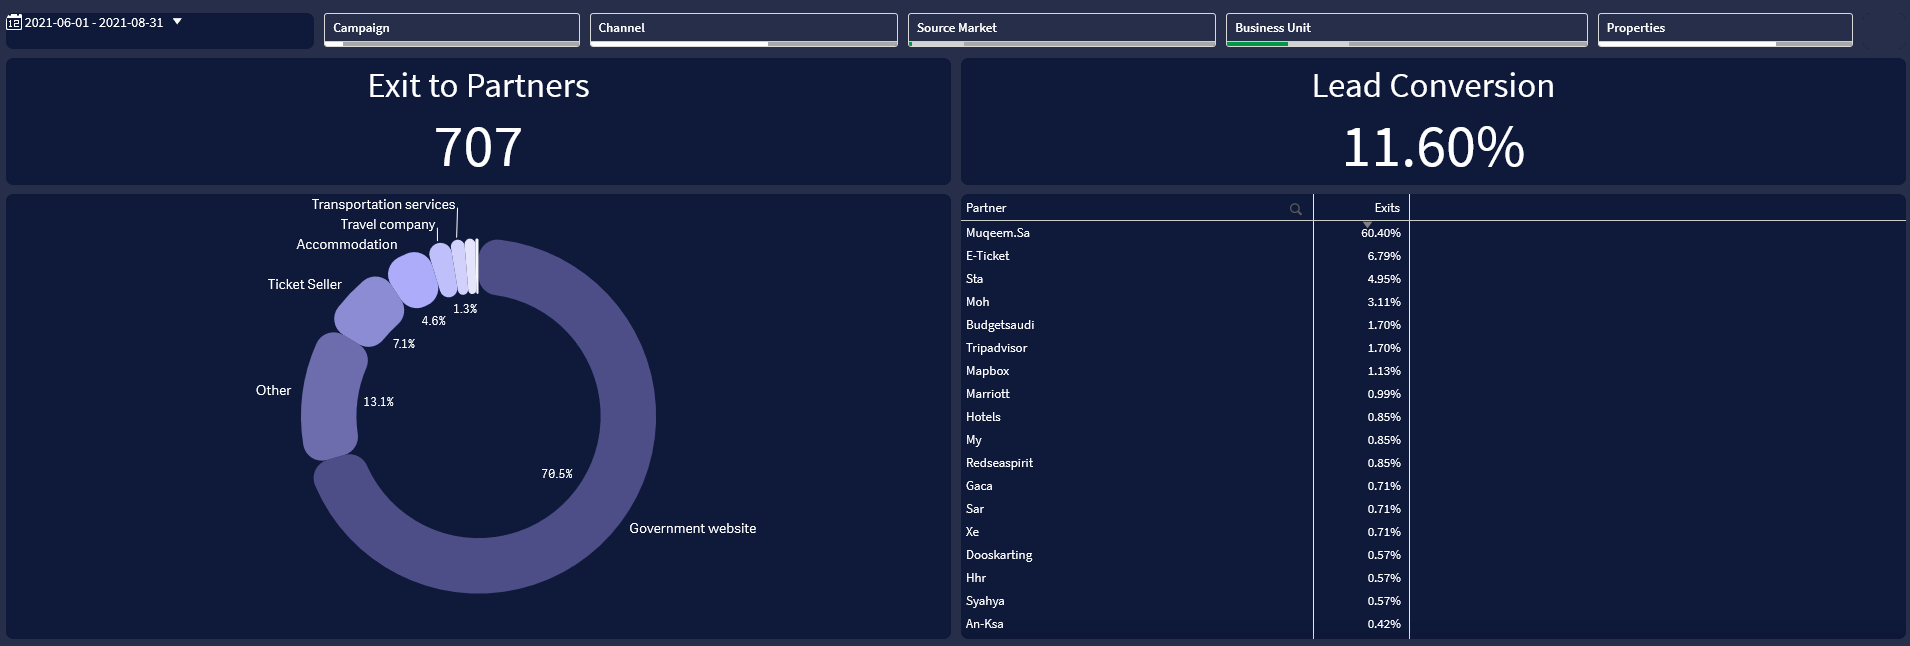 12 2021-06-01 - 2021-08-31
Campaign
Channel
Source Market
Business Unit
Properties
Exit to Partners
707
Lead Conversion
11.60%
Transportation services
Travel company
Accommodation
Ticket Seller
Other
1.3%
4.6%
7.1%
13.1%
70.5%
Government website
Partner Exits
Muqeem.Sa 60.40%
E-Ticket 6.79%
Sta 4.95%
Moh 3.11%
Budgetsaudi 1.70%
Tripadvisor 1.70%
Mapbox 1.13%
Marriott 0.99%
Hotels 0.85%
My 0.85%
Redseaspirit 0.85%
Gaca 0.71%
Sar 0.71%
Xe 0.71%
Dooskarting 0.57%
Hhr 0.57%
Syahya 0.57%
An-Ksa 0.42%